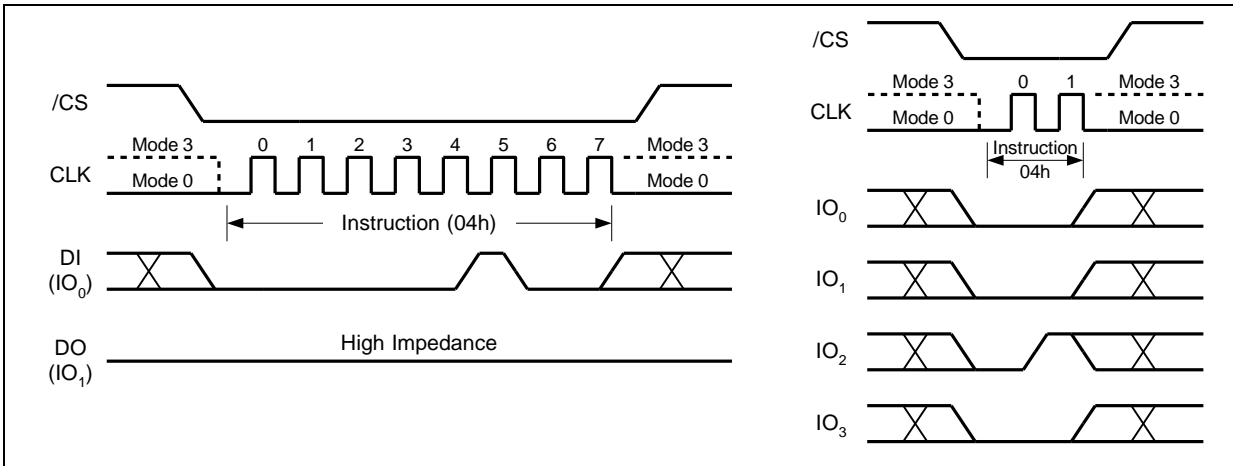 /CS
Mode 3 0 1 2 3 4 5 6 7 Mode 3
CLK Mode 0 Mode 0
Instruction (04h)
DI
(IO0)
DO High Impedance
(IO1)
/CS
Mode 3 0 1 Mode 3
CLK Mode 0 Mode 0
Instruction
04h
IO0
IO1
IO2
IO3